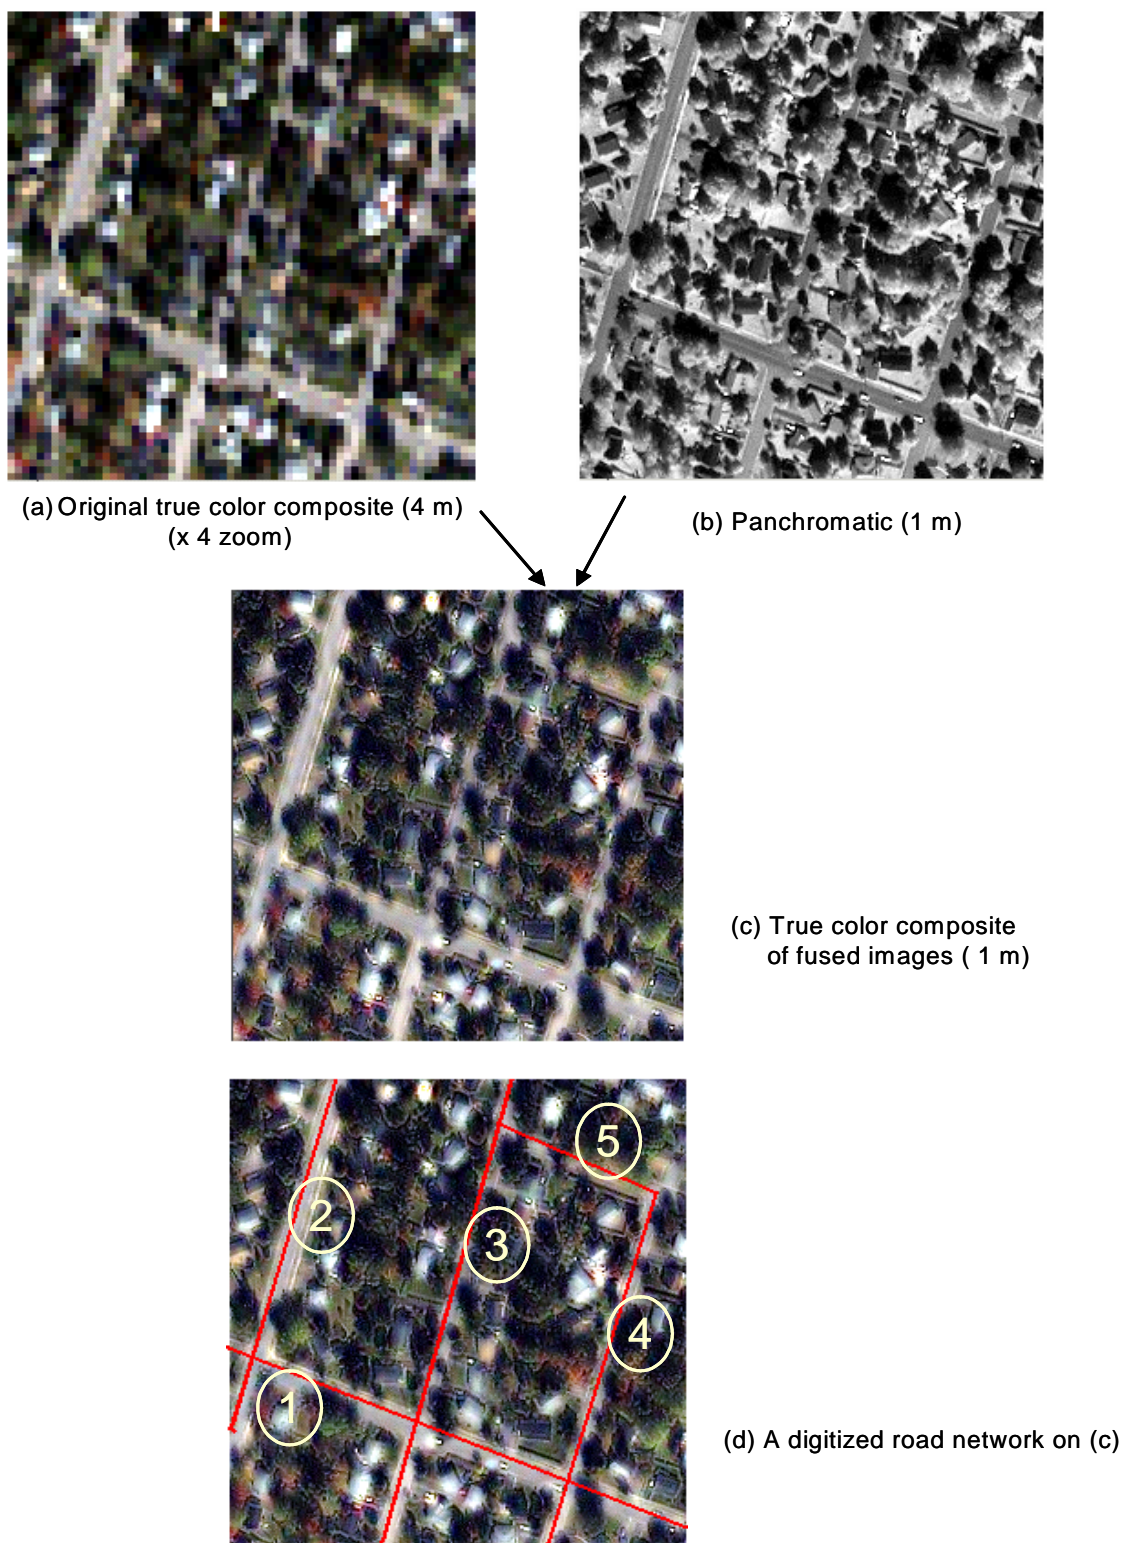 (a) Original true color composite (4 m)
(x 4 zoom)
(b) Panchromatic (1 m)
(c) True color composite
of fused images ( 1 m)
5
2
3
4
1
(d) A digitized road network on (c)